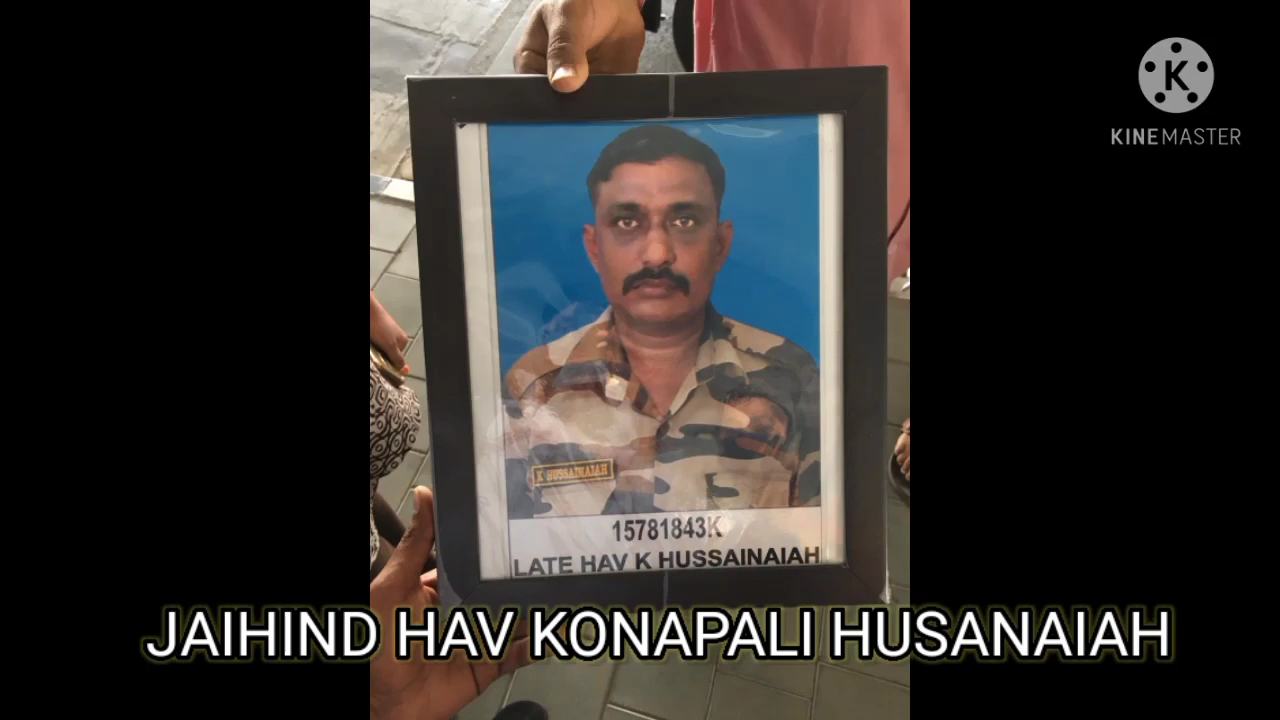 KINEMASTER
K HUSSAINAIAH
15781843K
LATE HAV K HUSSAINAIAH
JAIHIND HAV KONAPALI HUSANAIAH